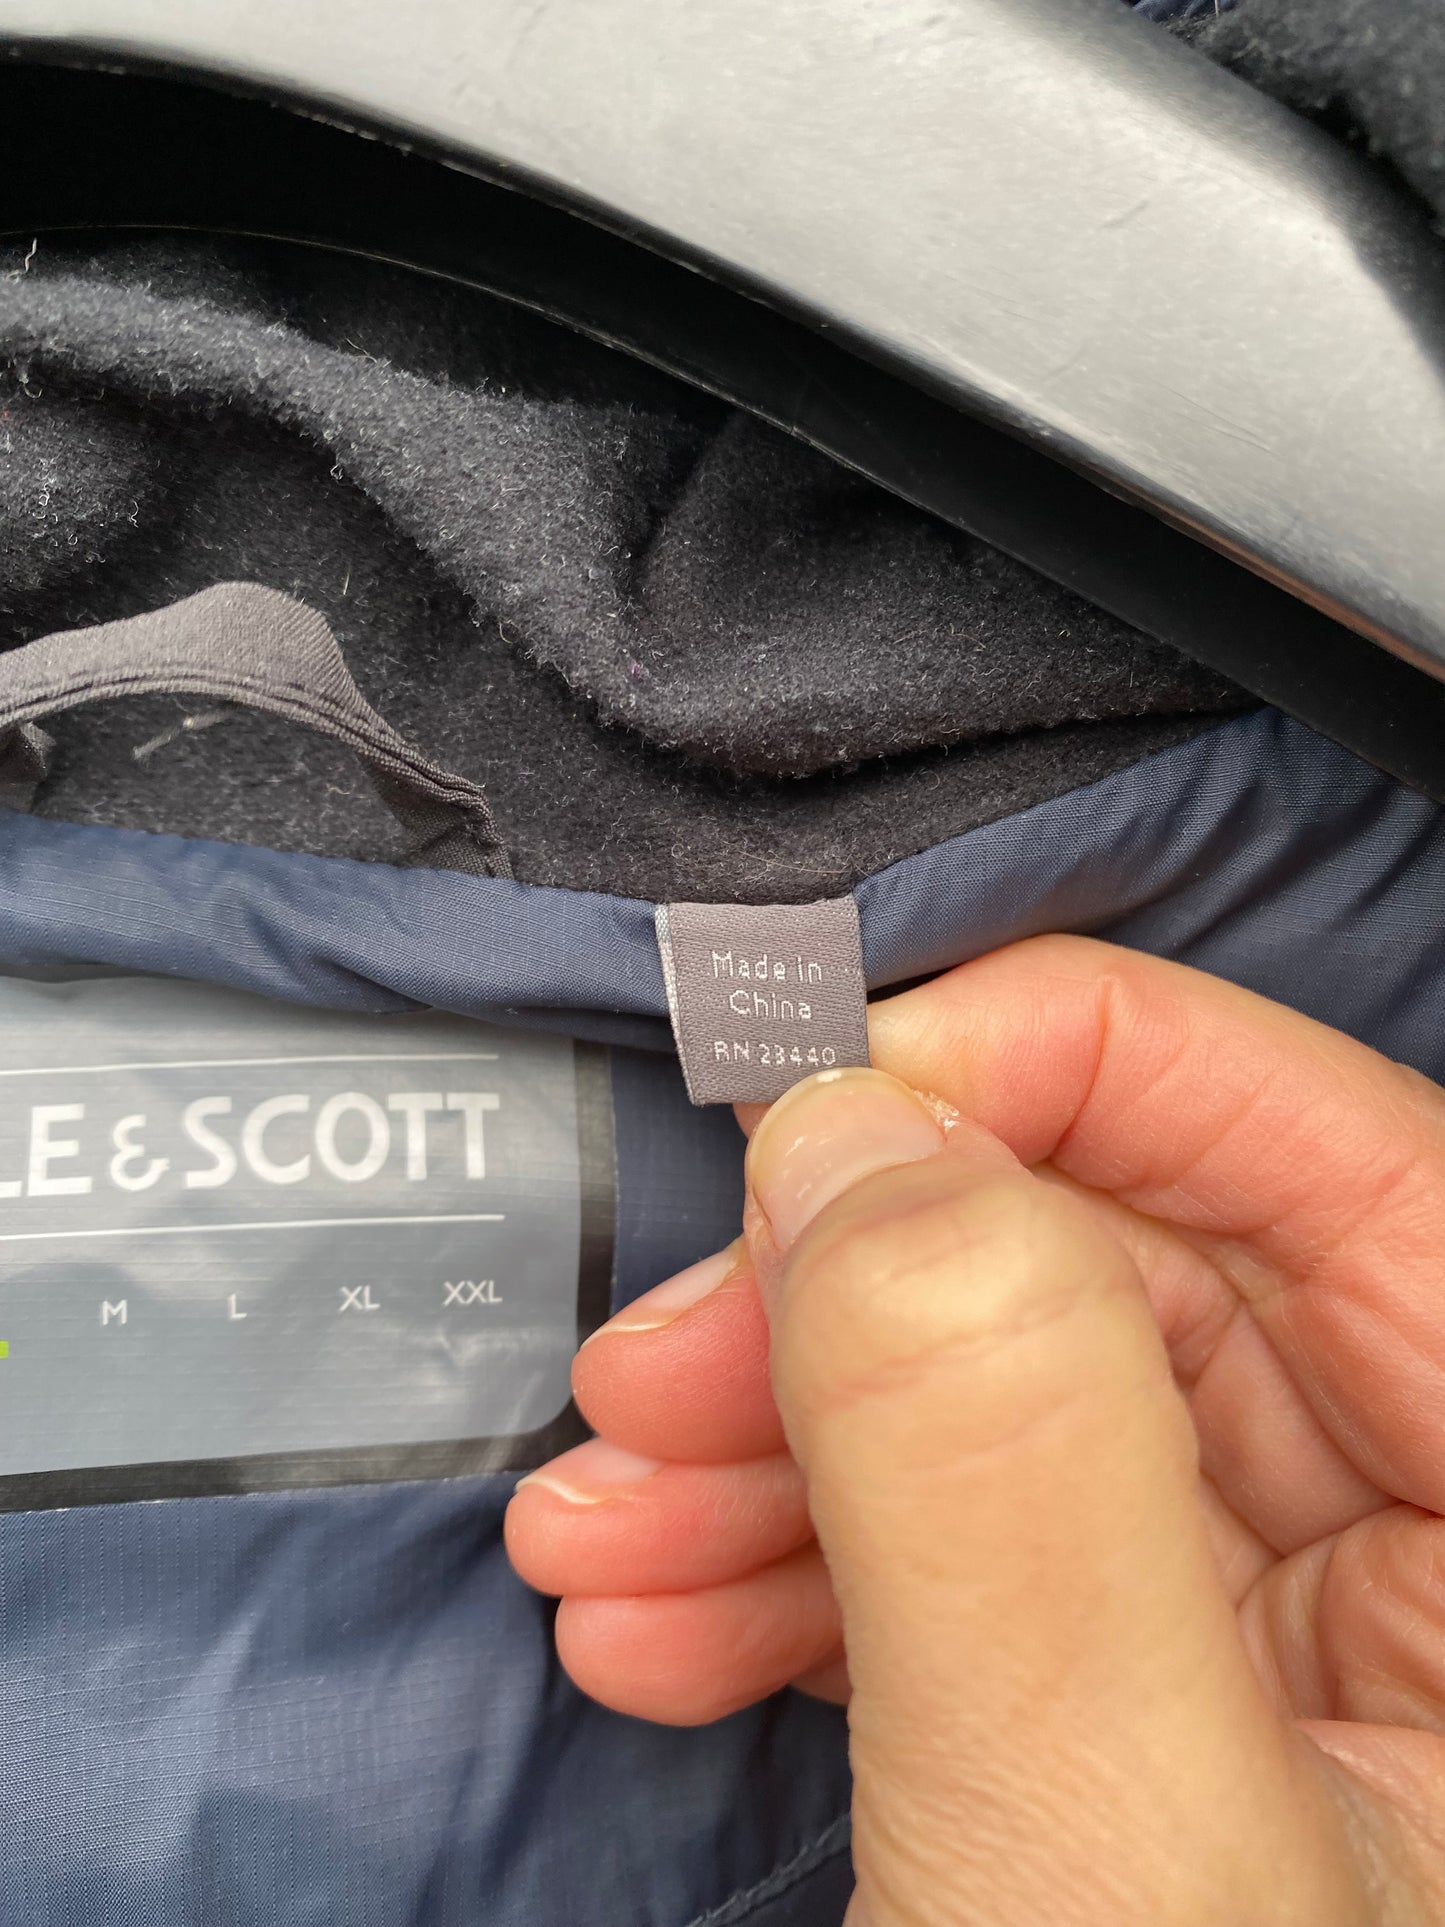 Made in
China
RN 23440
LE & SCOTT
M L XL XXL